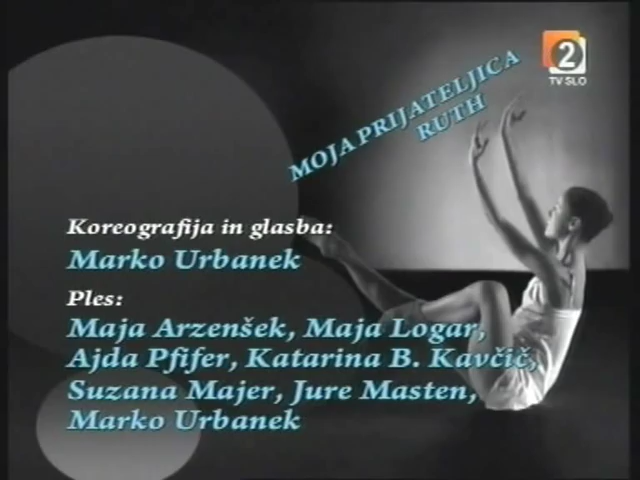 2
TV SLO
MOJA PRIJATELJICA
RUTH
Koreografija in glasba:
Marko Urbanek
Ples:
Maja Arzenšek, Maja Logar,
Ajda Pfifer, Katarina B. Kavčič,
Suzana Majer, Jure Masten,
Marko Urbanek